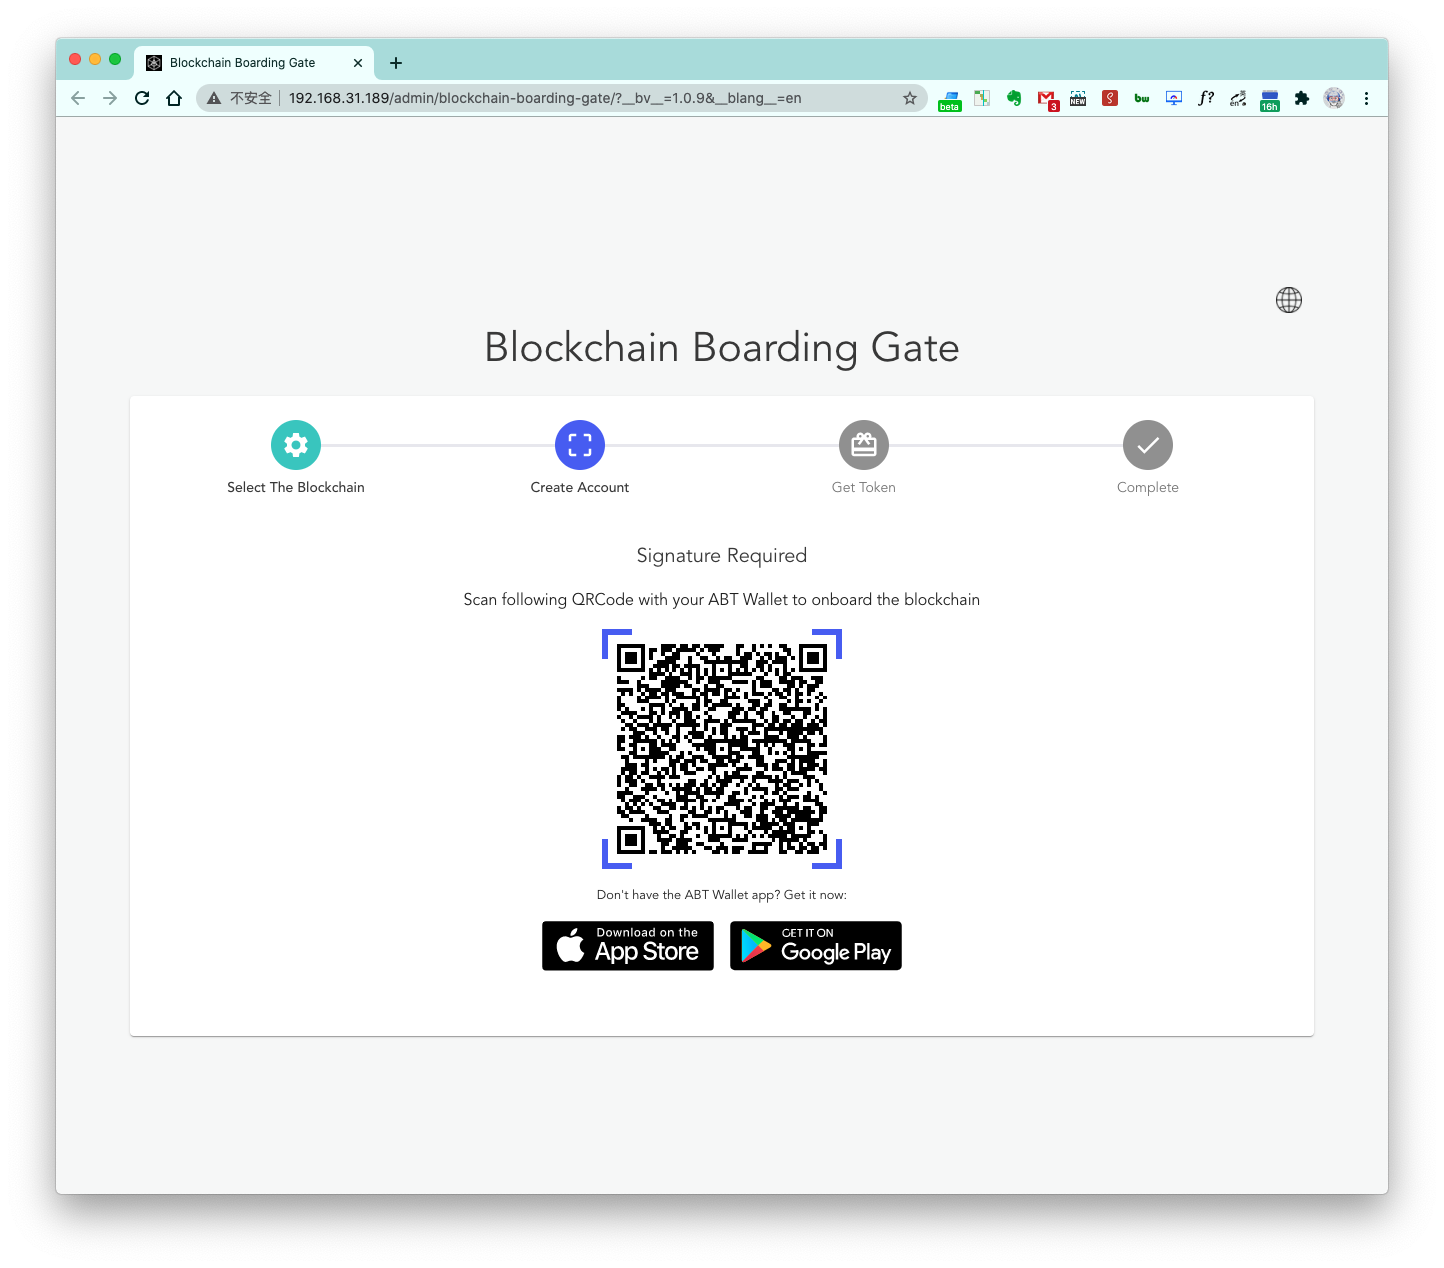 Blockchain Boarding Gate
不安全 192.168.31.189/admin/blockchain-boarding-gate/?__bv__=1.0.9&__blang__=en
beta
3
NEW
bw
f?
en
16h
Blockchain Boarding Gate
Select The Blockchain
Create Account
Get Token
Complete
Signature Required
Scan following QRCode with your ABT Wallet to onboard the blockchain
Don't have the ABT Wallet app? Get it now:
Download on the
App Store
GET IT ON
Google Play